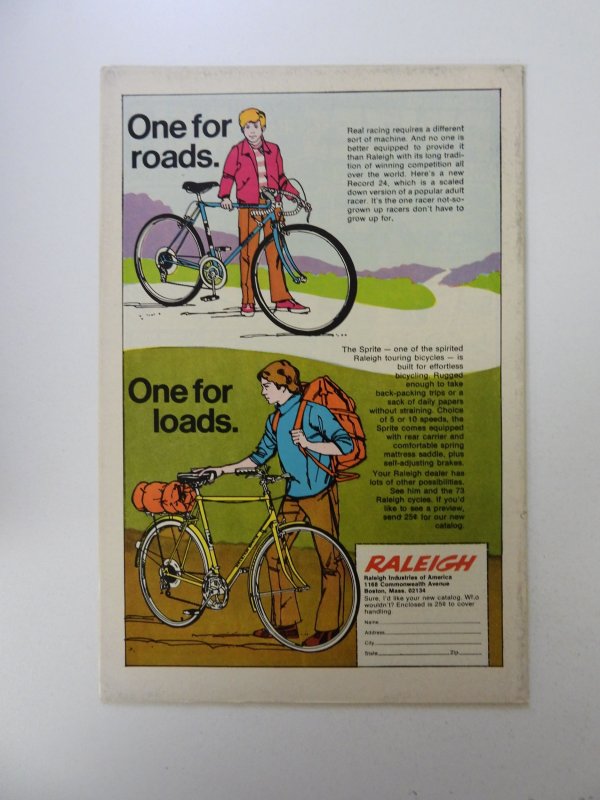 One for
roads.
Real racing requires a different
sort of machine. And no one is
better equipped to provide it
than Raleigh with its long tradi-
tion of winning competition all
over the world. Here's a new
Record 24, which is a scaled
down version of a popular adult
racer. It's the one racer not-so-
grown up racers don't have to
grow up for.
The Sprite — one of the spirited
Raleigh touring bicycles — is
built for effortless
bicycling. Rugged
enough to take
back-packing trips or a
sack of daily papers
without straining. Choice
of 5 or 10 speeds, the
Sprite comes equipped
with rear carrier and
comfortable spring
mattress saddle, plus
self-adjusting brakes.
Your Raleigh dealer has
lots of other possibilities.
See him and the 73
Raleigh cycles. If you'd
like to see a preview,
send 25¢ for our new
catalog.
One for
loads.
RALEIGH
Raleigh Industries of America
1168 Commonwealth Avenue
Boston, Mass. 02134
Sure, I'd like your new catalog. Who
wouldn't? Enclosed is 25¢ to cover
handling.
Name
Address
City
State Zip